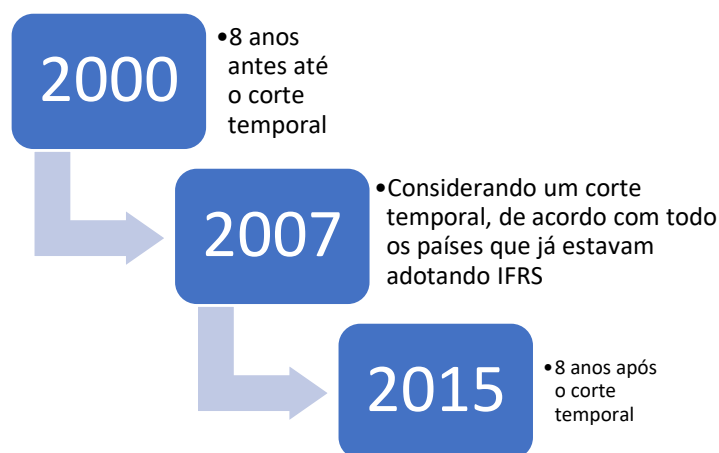 2000
•8 anos
antes até
o corte
temporal
2007
•Considerando um corte
temporal, de acordo com todo
os países que já estavam
adotando IFRS
2015
•8 anos após
o corte
temporal